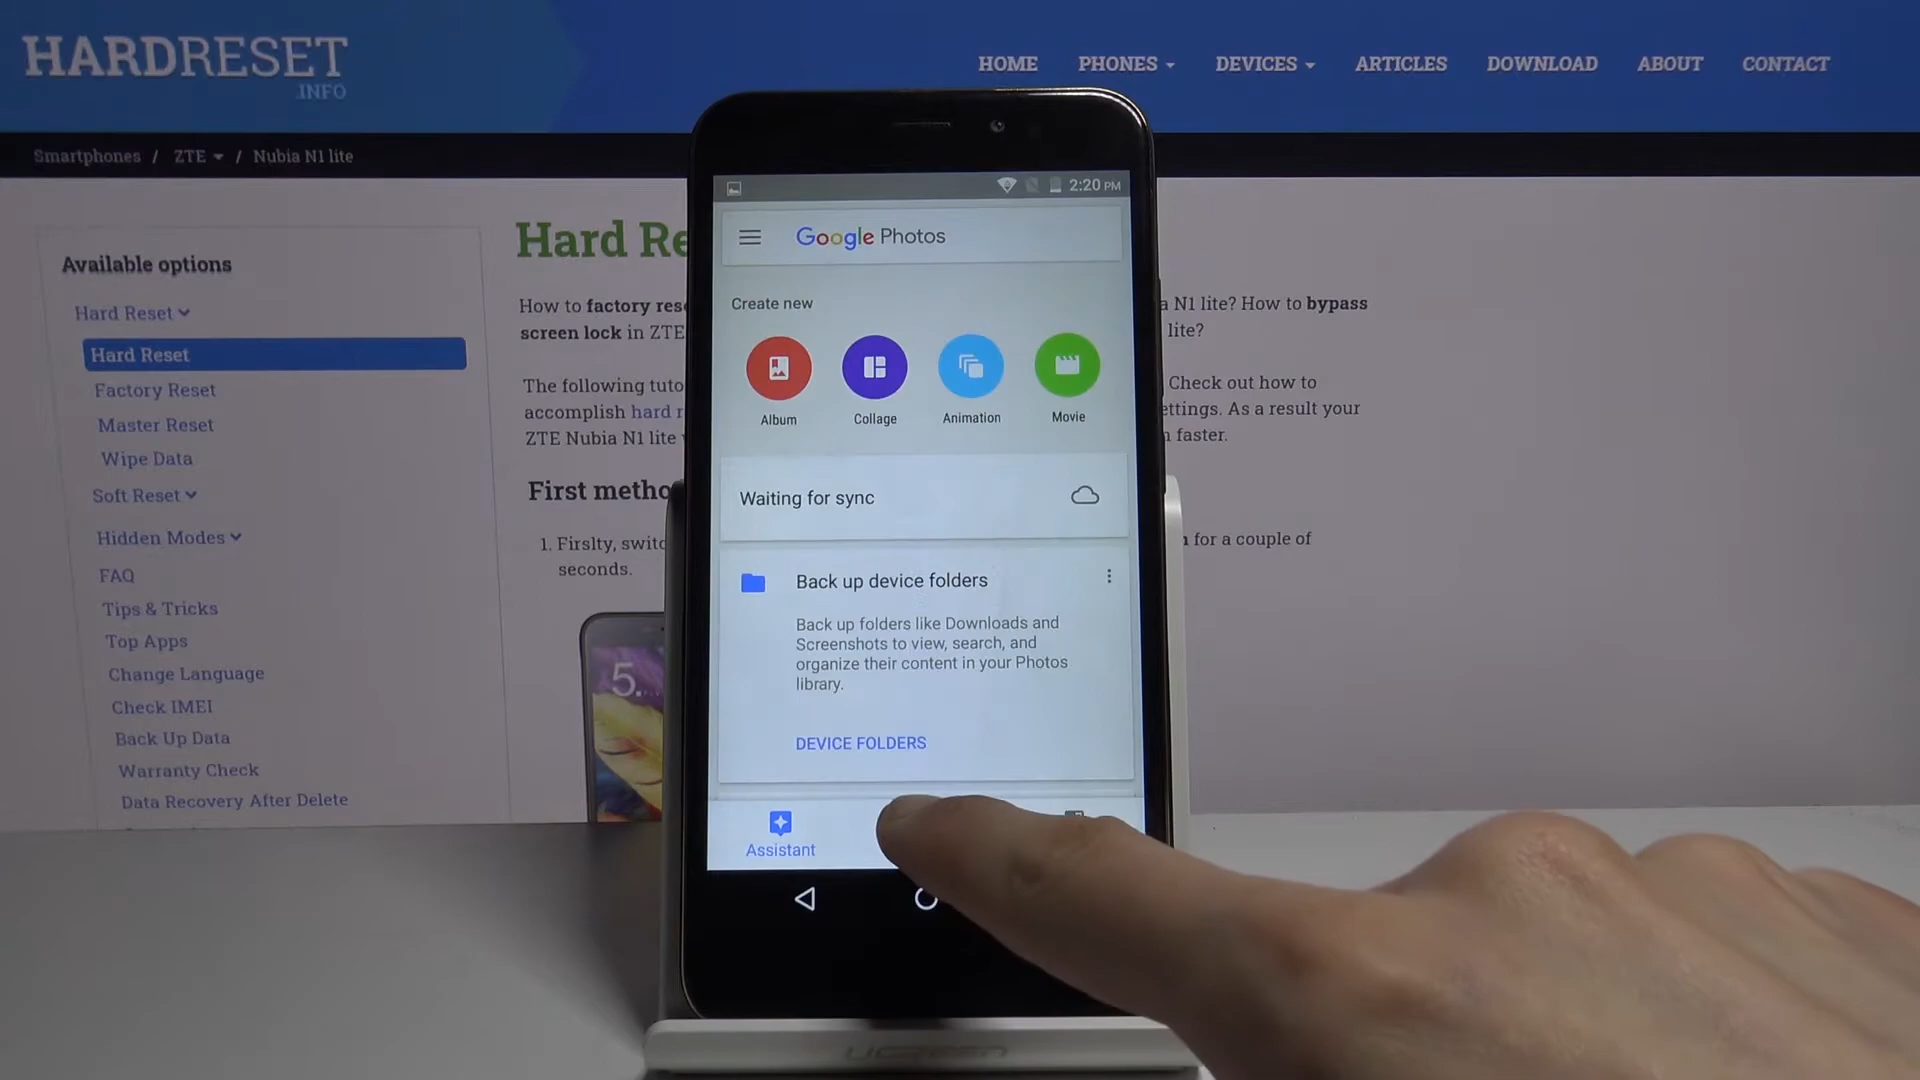 HARDRESET
.INFO
HOME PHONES DEVICES ARTICLES DOWNLOAD ABOUT CONTACT
Smartphones / ZTE / Nubia N1 lite
Available options
Hard Reset
Hard Reset
Factory Reset
Master Reset
Wipe Data
Soft Reset
Hidden Modes
FAQ
Tips & Tricks
Top Apps
Change Language
Check IMEI
Back Up Data
Warranty Check
Data Recovery After Delete
Hard Re
How to factory res
a N1 lite? How to bypass
screen lock in ZTE
lite?
The following tuto
Check out how to
accomplish hard r
ettings. As a result your
ZTE Nubia N1 lite
faster.
First metho
1. Firslty, switc
for a couple of
seconds.
5.
2:20 PM
Google Photos
Create new
Album Collage Animation Movie
Waiting for sync
Back up device folders
Back up folders like Downloads and
Screenshots to view, search, and
organize their content in your Photos
library.
DEVICE FOLDERS
Assistant
UGREEN